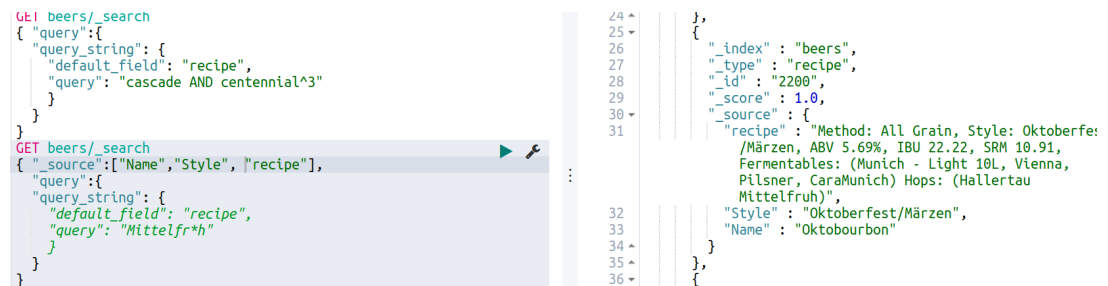 GET beers/_search
{ "query":{
"query_string": {
"default_field": "recipe",
"query": "cascade AND centennial^3"
}
}
}
GET beers/_search
{ "_source":["Name","Style", "recipe"],
"query":{
"query_string": {
"default_field": "recipe",
"query": "Mittelfr*h"
}
}
}
24 },
25 {
26 "_index" : "beers",
27 "_type" : "recipe",
28 "_id" : "2200",
29 "_score" : 1.0,
30 "_source" : {
31 "recipe" : "Method: All Grain, Style: Oktoberfes
/Märzen, ABV 5.69%, IBU 22.22, SRM 10.91,
Fermentables: (Munich - Light 10L, Vienna,
Pilsner, CaraMunich) Hops: (Hallertau
Mittelfruh)",
32 "Style" : "Oktoberfest/Märzen",
33 "Name" : "Oktobourbon"
34 }
35 },
36 {